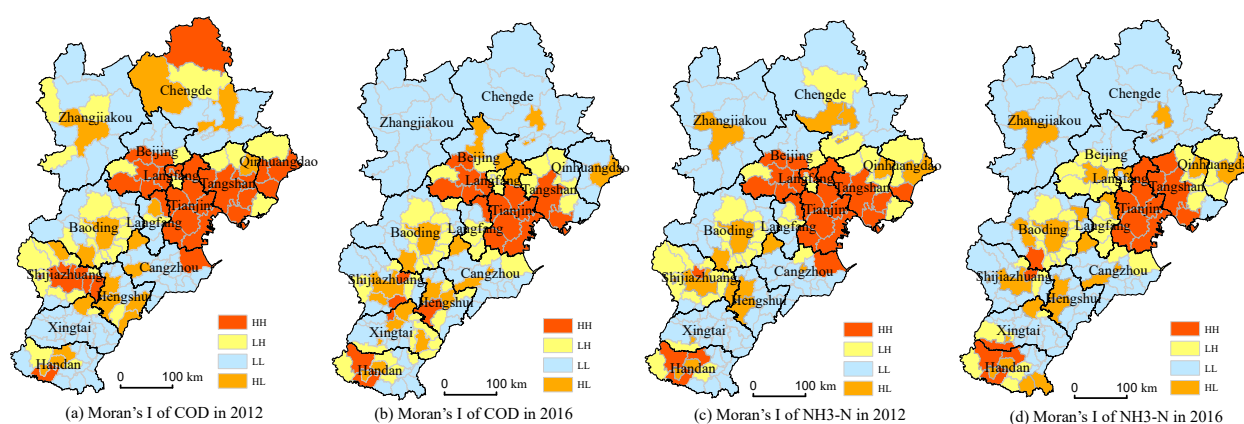 Chengde
Zhangjiakou
Beijing
Qinhuangdao
Langfang
Tangshan
Tianjin
Langfang
Baoding
Cangzhou
Shijiazhuang
Hengshui
Xingtai
Handan
HH
LH
LL
HL
0 100 km
(a) Moran's I of COD in 2012
Chengde
Zhangjiakou
Beijing
Qinhuangdao
Langfang
Tangshan
Tianjin
Langfang
Baoding
Cangzhou
Shijiazhuang
Hengshui
Xingtai
Handan
HH
LH
LL
HL
0 100 km
(b) Moran's I of COD in 2016
Chengde
Zhangjiakou
Beijing
Qinhuangdao
Langfang
Tangshan
Tianjin
Langfang
Baoding
Cangzhou
Shijiazhuang
Hengshui
Xingtai
Handan
HH
LH
LL
HL
0 100 km
(c) Moran's I of NH3-N in 2012
Chengde
Zhangjiakou
Beijing
Qinhuangdao
Langfang
Tangshan
Tianjin
Langfang
Baoding
Cangzhou
Shijiazhuang
Hengshui
Xingtai
Handan
HH
LH
LL
HL
0 100 km
(d) Moran's I of NH3-N in 2016